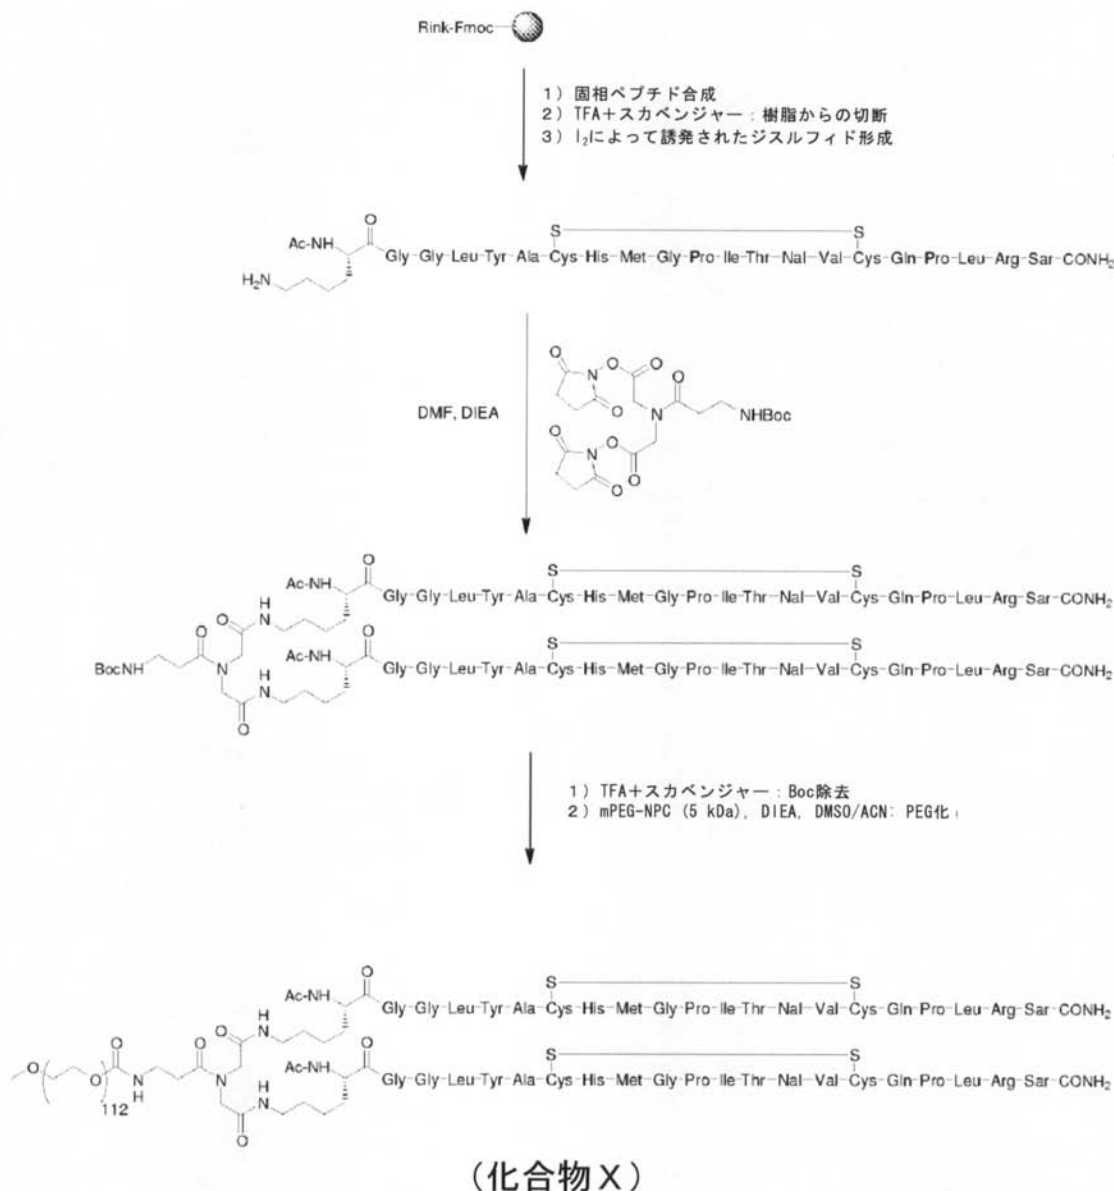 Rink-Fmoc
1) 固相ペプチド合成
2) TFA+スカベンジャー:樹脂からの切断
3) I₂によって誘発されたジスルフィド形成
S S
O
Ac-NH
Gly-Gly-Leu-Tyr-Ala-Cys-His-Met-Gly-Pro-Ile-Thr-Nal-Val-Cys-Gln-Pro-Leu-Arg-Sar-CONH₂
H₂N
DMF, DIEA
O O O O
N O N NHBoc
O O
N O
O O
S S
O
Ac-NH
Gly-Gly-Leu-Tyr-Ala-Cys-His-Met-Gly-Pro-Ile-Thr-Nal-Val-Cys-Gln-Pro-Leu-Arg-Sar-CONH₂
H
O O N
S S
O
Ac-NH
BocNH N
Gly-Gly-Leu-Tyr-Ala-Cys-His-Met-Gly-Pro-Ile-Thr-Nal-Val-Cys-Gln-Pro-Leu-Arg-Sar-CONH₂
N
H
O
1) TFA+スカベンジャー:Boc除去
2) mPEG-NPC (5 kDa), DIEA, DMSO/ACN: PEG化
S S
O
Ac-NH
Gly-Gly-Leu-Tyr-Ala-Cys-His-Met-Gly-Pro-Ile-Thr-Nal-Val-Cys-Gln-Pro-Leu-Arg-Sar-CONH₂
H
O O O N
S S
O
Ac-NH
O ( O ) 112 N H N
Gly-Gly-Leu-Tyr-Ala-Cys-His-Met-Gly-Pro-Ile-Thr-Nal-Val-Cys-Gln-Pro-Leu-Arg-Sar-CONH₂
N
H
O
(化合物X)